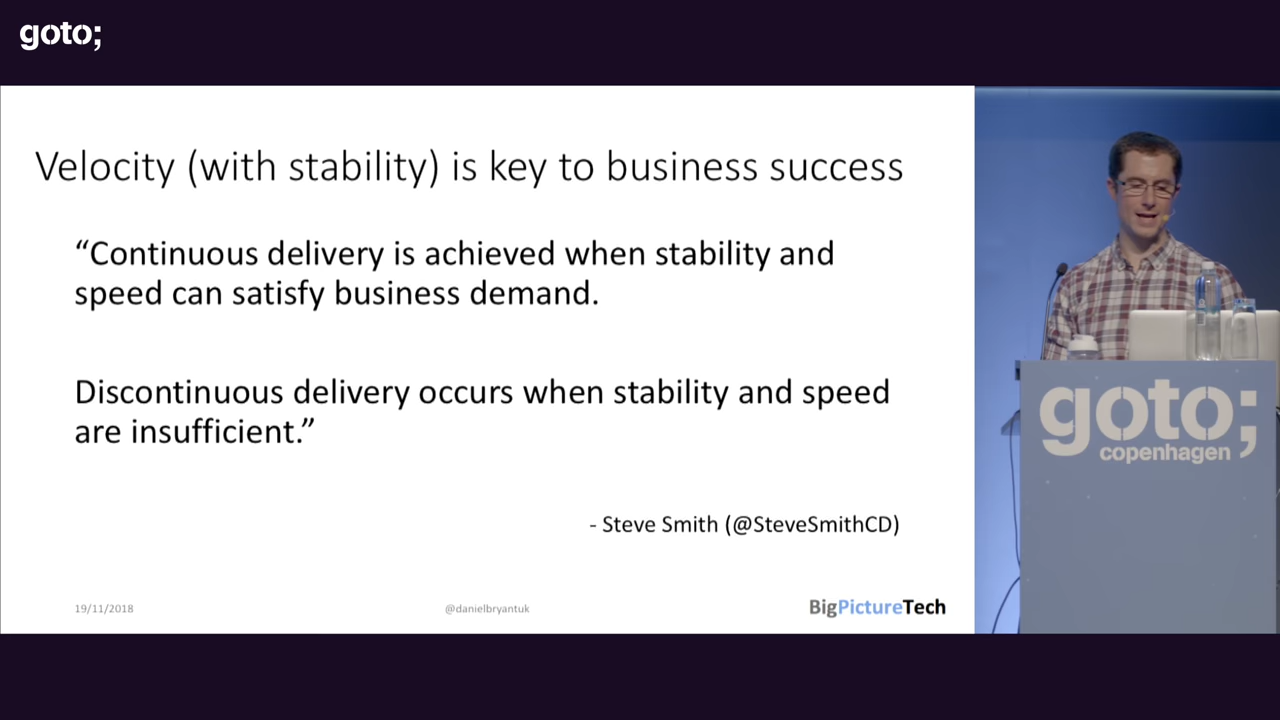 goto;
Velocity (with stability) is key to business success
“Continuous delivery is achieved when stability and
speed can satisfy business demand.
Discontinuous delivery occurs when stability and speed
are insufficient.”
- Steve Smith (@SteveSmithCD)
19/11/2018
@danielbryantuk
BigPictureTech
goto;
copenhagen